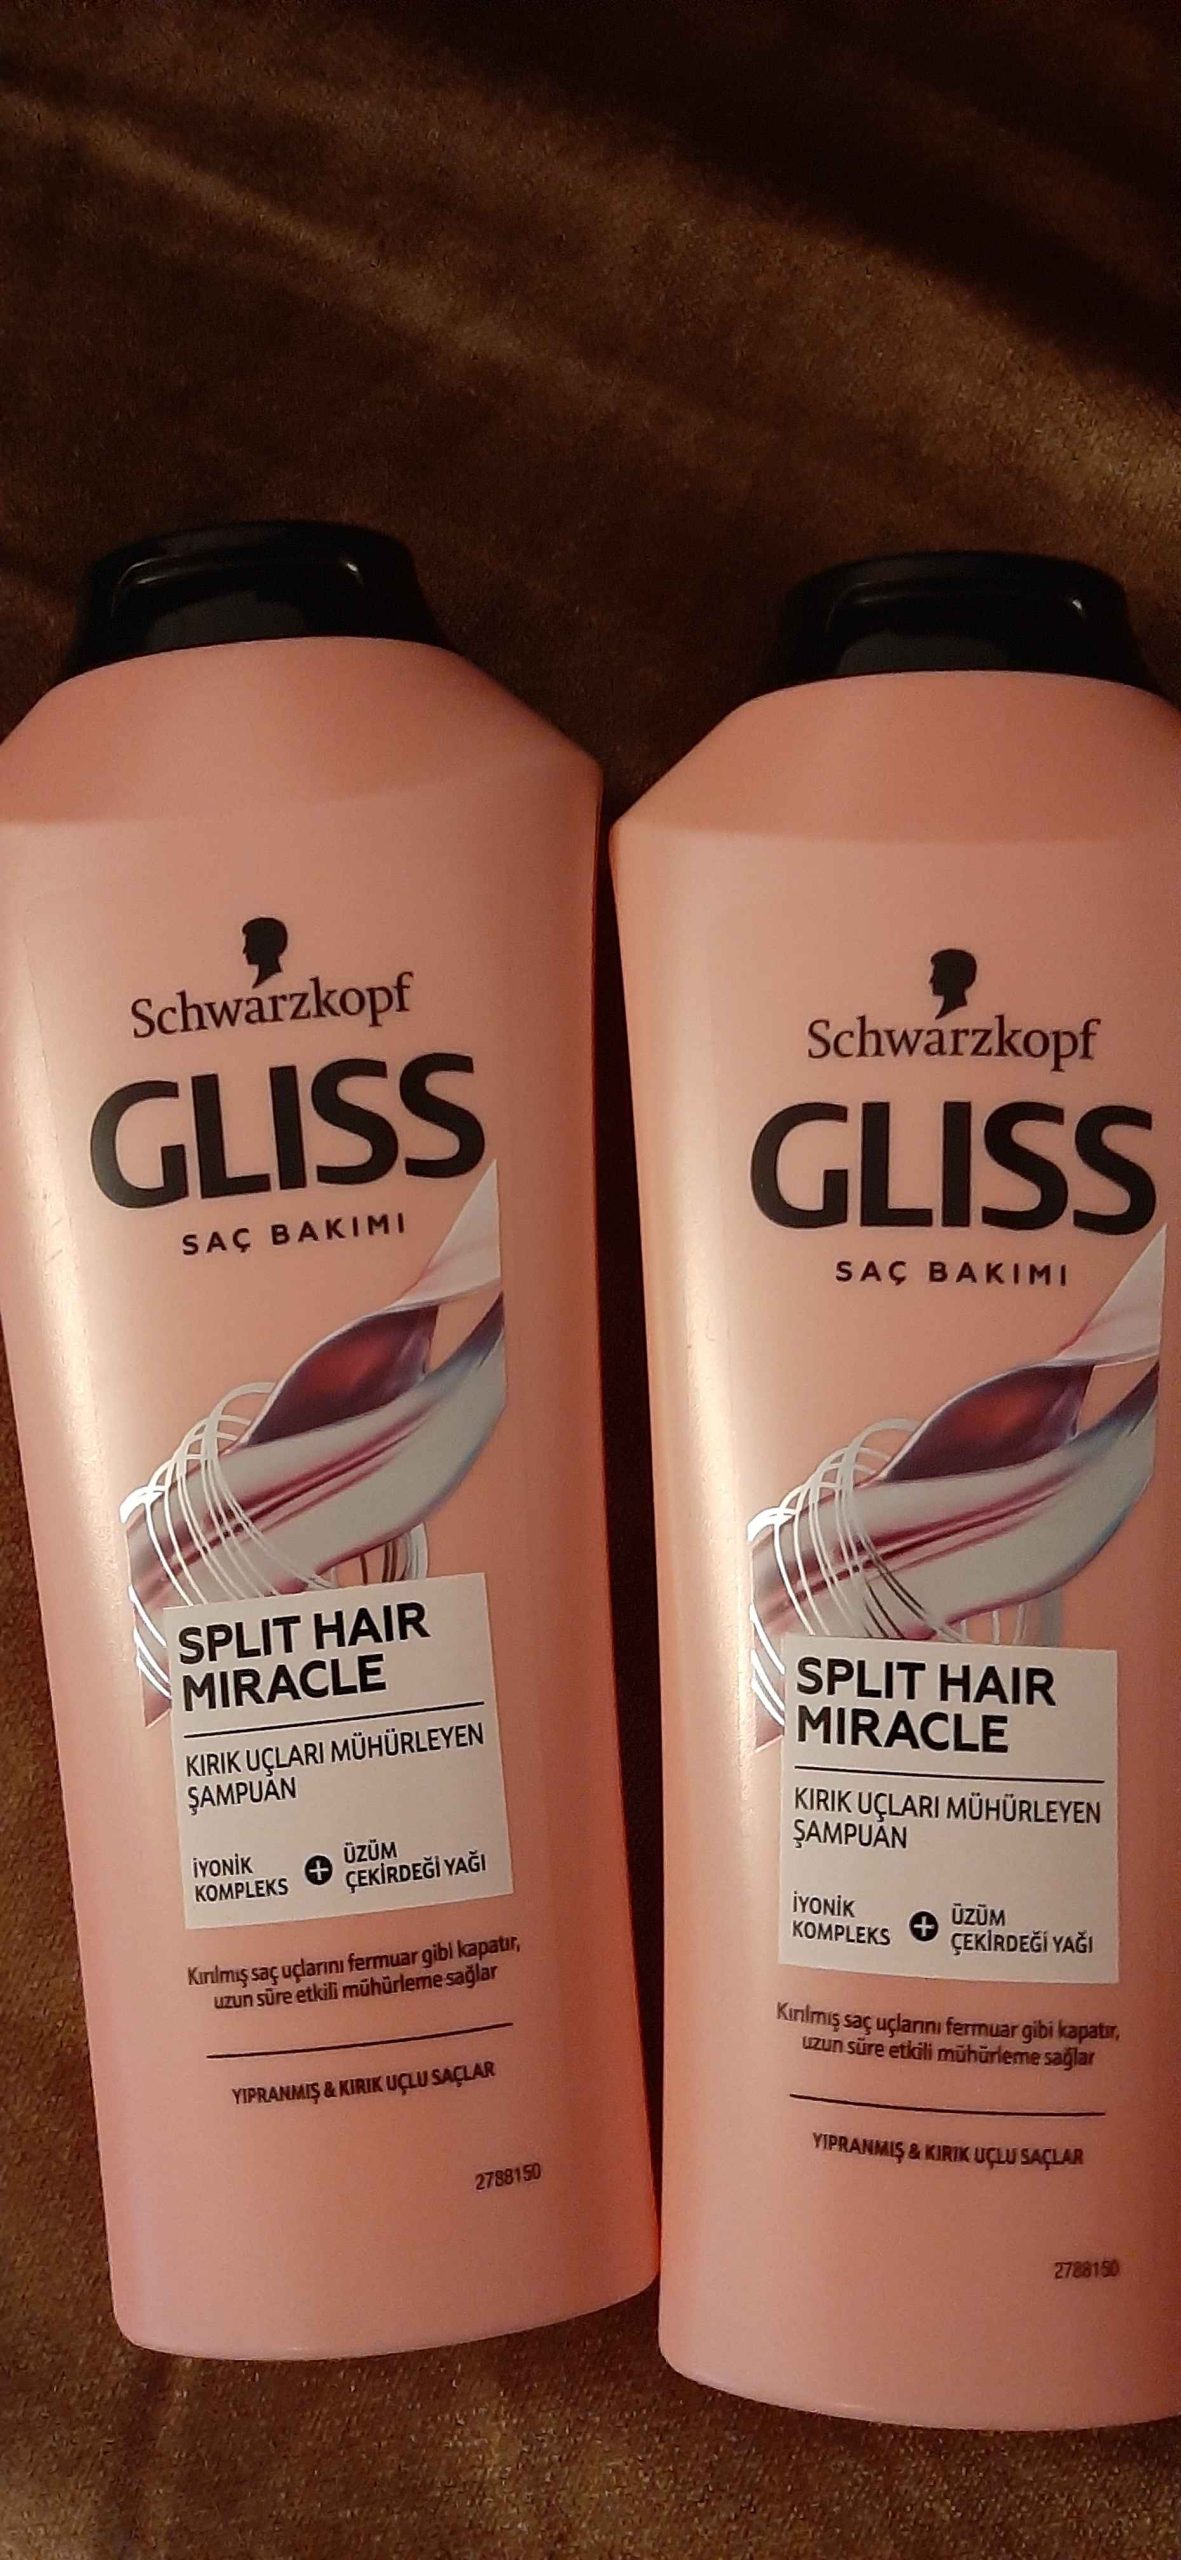 Schwarzkopf
GLISS
SAÇ BAKIMI
SPLIT HAIR
MIRACLE
KIRIK UÇLARI MÜHÜRLEYEN
ŞAMPUAN
İYONİK
KOMPLEKS
+
ÜZÜM
ÇEKİRDEĞİ YAĞI
Kırılmış saç uçlarını fermuar gibi kapatır,
uzun süre etkili mühürleme sağlar
YIPRANMIŞ & KIRIK UÇLU SAÇLAR
2788150
Schwarzkopf
GLISS
SAÇ BAKIMI
SPLIT HAIR
MIRACLE
KIRIK UÇLARI MÜHÜRLEYEN
ŞAMPUAN
İYONİK
KOMPLEKS
+
ÜZÜM
ÇEKİRDEĞİ YAĞI
Kırılmış saç uçlarını fermuar gibi kapatır,
uzun süre etkili mühürleme sağlar
YIPRANMIŞ & KIRIK UÇLU SAÇLAR
2788150